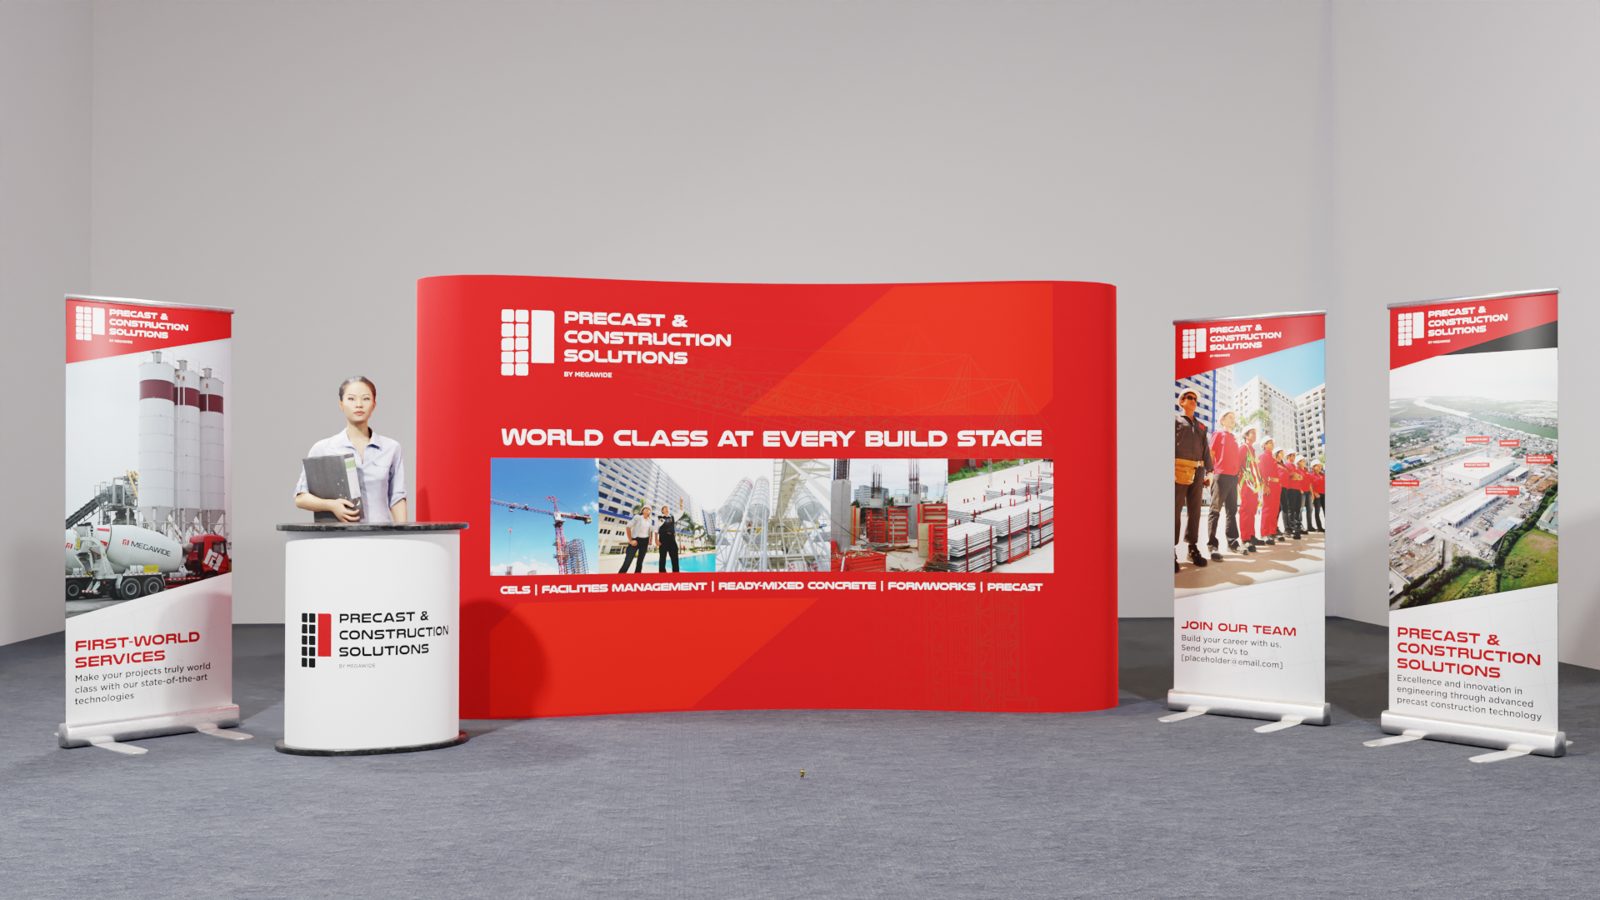 PRECAST &
CONSTRUCTION
SOLUTIONS
BY MEGAWIDE
MEGAWIDE
FIRST-WORLD
SERVICES
Make your projects truly world
class with our state-of-the-art
technologies
PRECAST &
CONSTRUCTION
SOLUTIONS
BY MEGAWIDE
PRECAST &
CONSTRUCTION
SOLUTIONS
BY MEGAWIDE
WORLD CLASS AT EVERY BUILD STAGE
CELS | FACILITIES MANAGEMENT | READY-MIXED CONCRETE | FORMWORKS | PRECAST
PRECAST &
CONSTRUCTION
SOLUTIONS
BY MEGAWIDE
JOIN OUR TEAM
Build your career with us.
Send your CVs to
[placeholder@email.com]
PRECAST &
CONSTRUCTION
SOLUTIONS
BY MEGAWIDE
PRECAST &
CONSTRUCTION
SOLUTIONS
Excellence and innovation in
engineering through advanced
precast construction technology